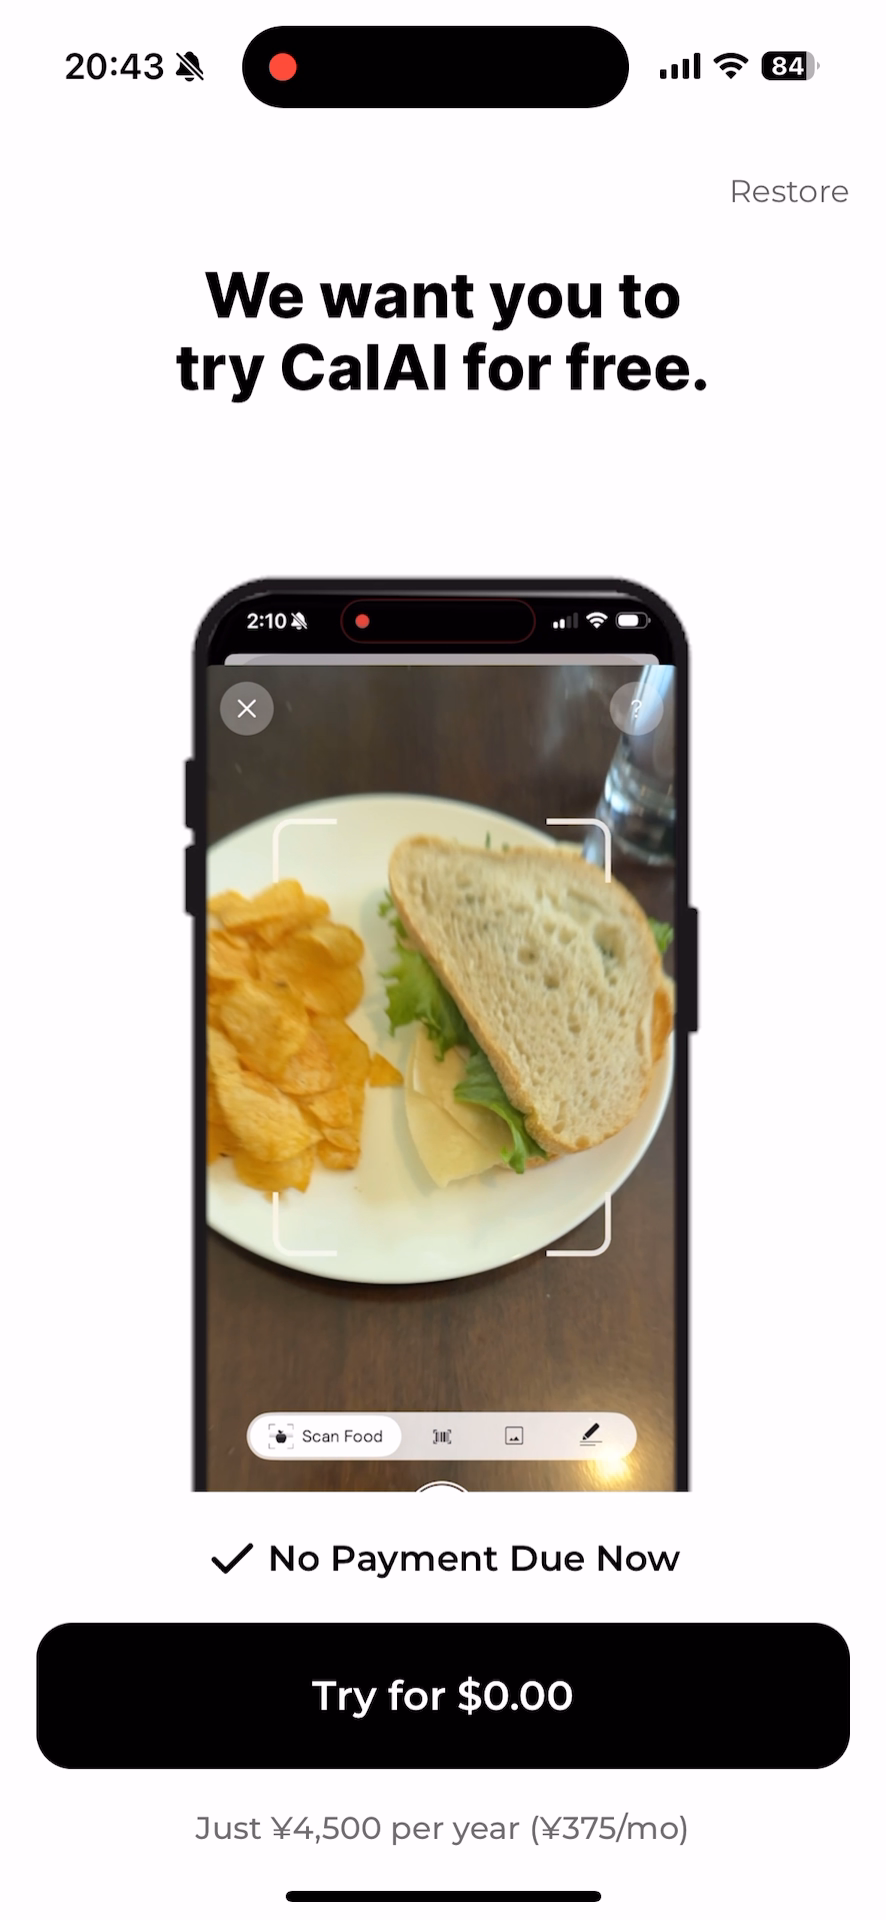 20:43
84
Restore
We want you to
try CalAI for free.
2:10
?
Scan Food
No Payment Due Now
Try for $0.00
Just ¥4,500 per year (¥375/mo)